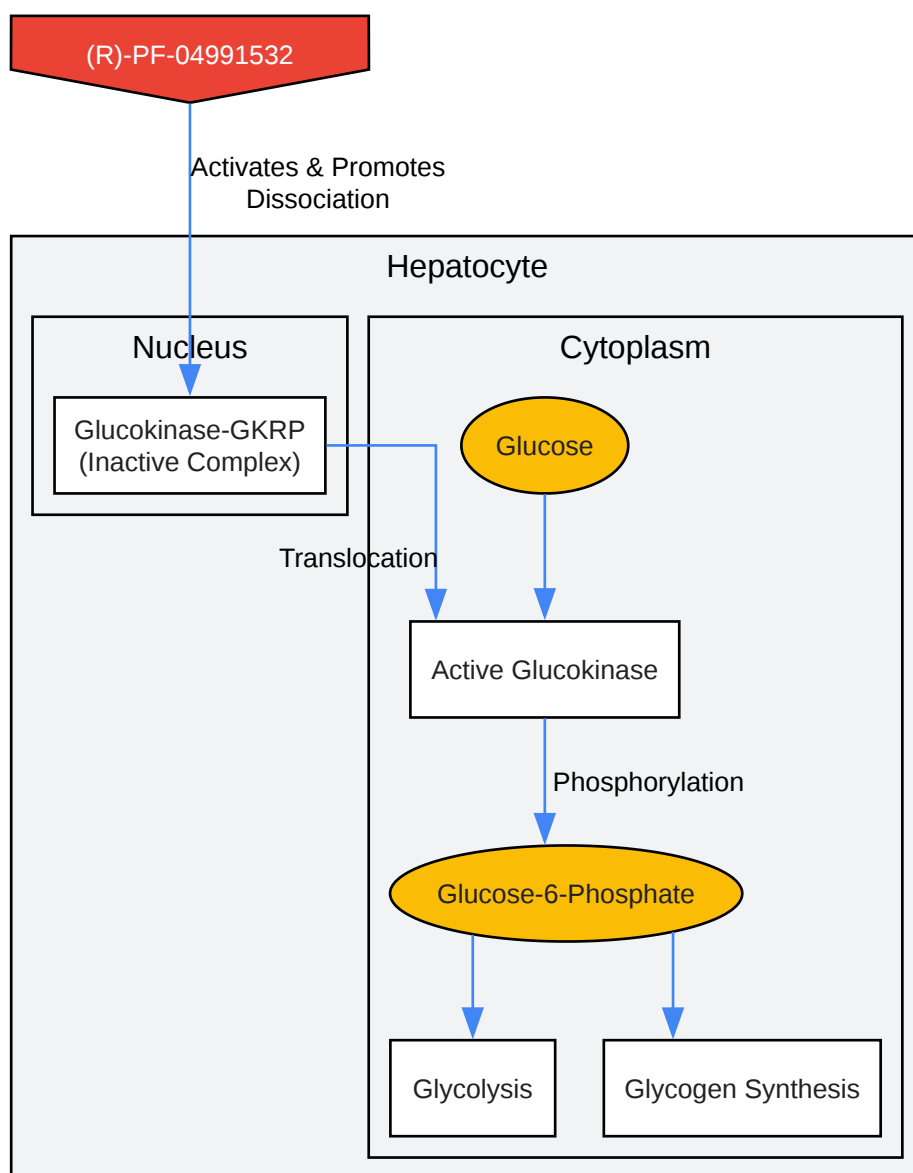 (R)-PF-04991532
Activates & Promotes
Dissociation
Hepatocyte
Nucleus
Cytoplasm
Glucokinase-GKRP
(Inactive Complex)
Glucose
Translocation
Active Glucokinase
Phosphorylation
Glucose-6-Phosphate
Glycolysis
Glycogen Synthesis